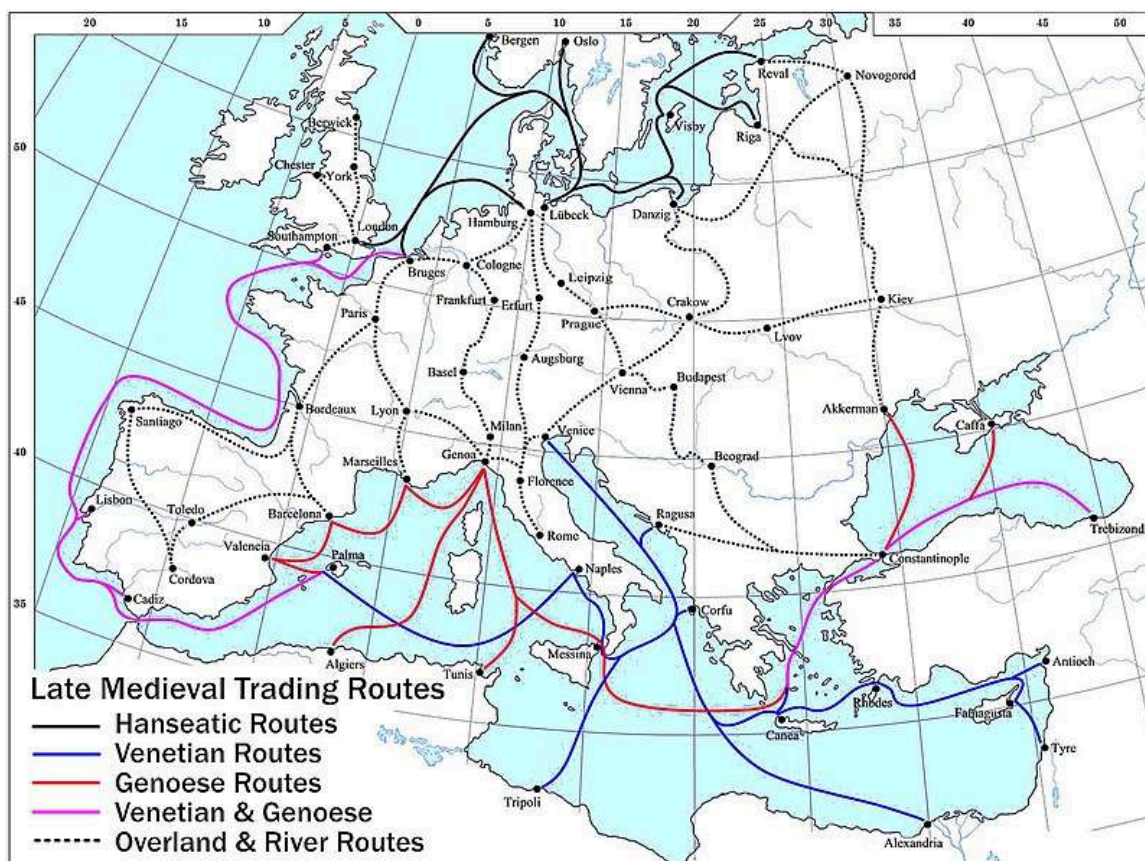 20 15 10 5 0 5 10 15 20 25 30 35 40 45 50
Bergen
Oslo
Reval
Novogorod
Berwick
Visby
Riga
50
Chester
York
London
Hamburg
Lübeck
Danzig
Southampton
Bruges
Cologne
Leipzig
45
Frankfurt
Erfurt
Crakow
Kiev
Paris
Prague
Lvov
Basel
Augsburg
Vienna
Budapest
Bordeaux
Lyon
Akkerman
Santiago
Milan
Venice
Caffa
40
Genoa
Marseilles
Florence
Beograd
Lisbon
Toledo
Barcelona
Ragusa
Trebizond
Valencia
Rome
Constantinople
Palma
Cordova
Naples
35
Cadiz
Corfu
Messina
Algiers
Tunis
Antioch
Rhodes
Famagusta
Canea
Tyre
Tripoli
Alexandria
Late Medieval Trading Routes
Hanseatic Routes
Venetian Routes
Genoese Routes
Venetian & Genoese
Overland & River Routes